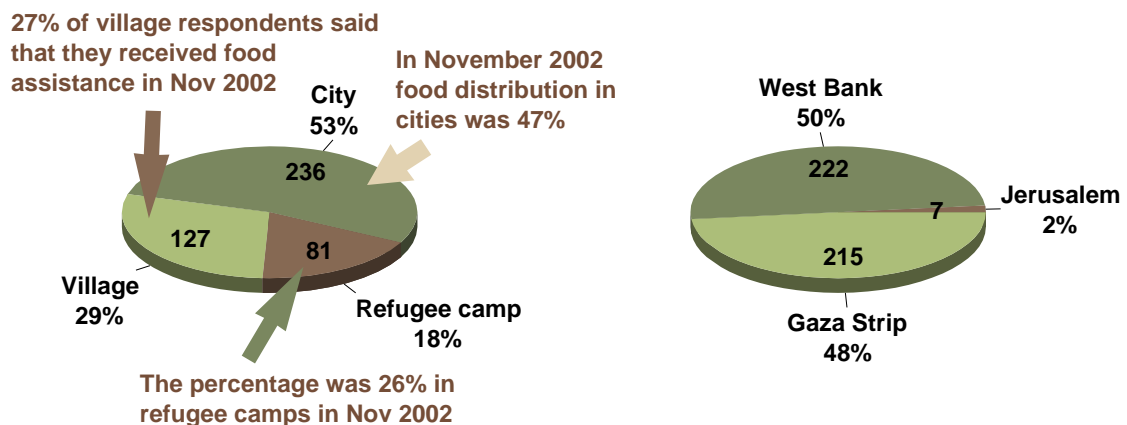 27% of village respondents said
that they received food
assistance in Nov 2002
In November 2002
food distribution in
cities was 47%
City
53%
236
127
81
Village
29%
Refugee camp
18%
The percentage was 26% in
refugee camps in Nov 2002
West Bank
50%
222
7
Jerusalem
2%
215
Gaza Strip
48%